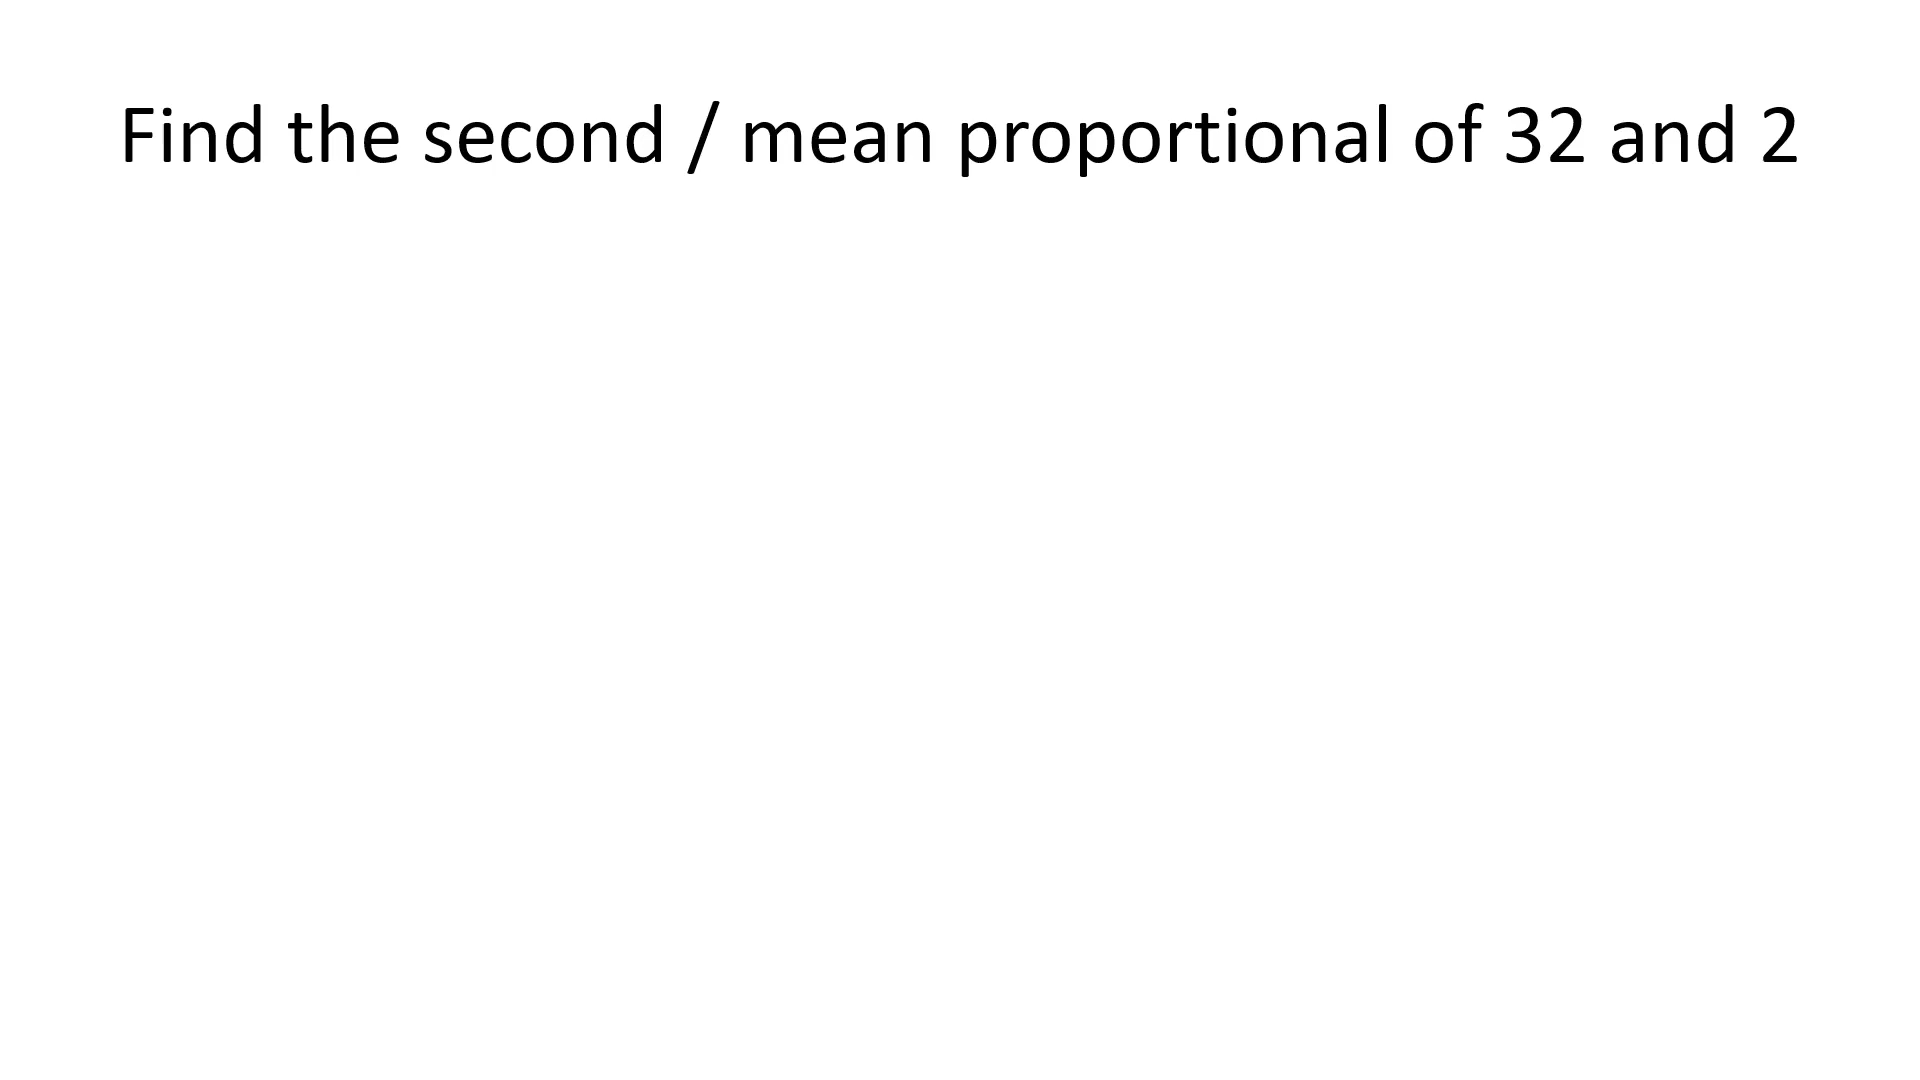 Find the second / mean proportional of 32 and 2